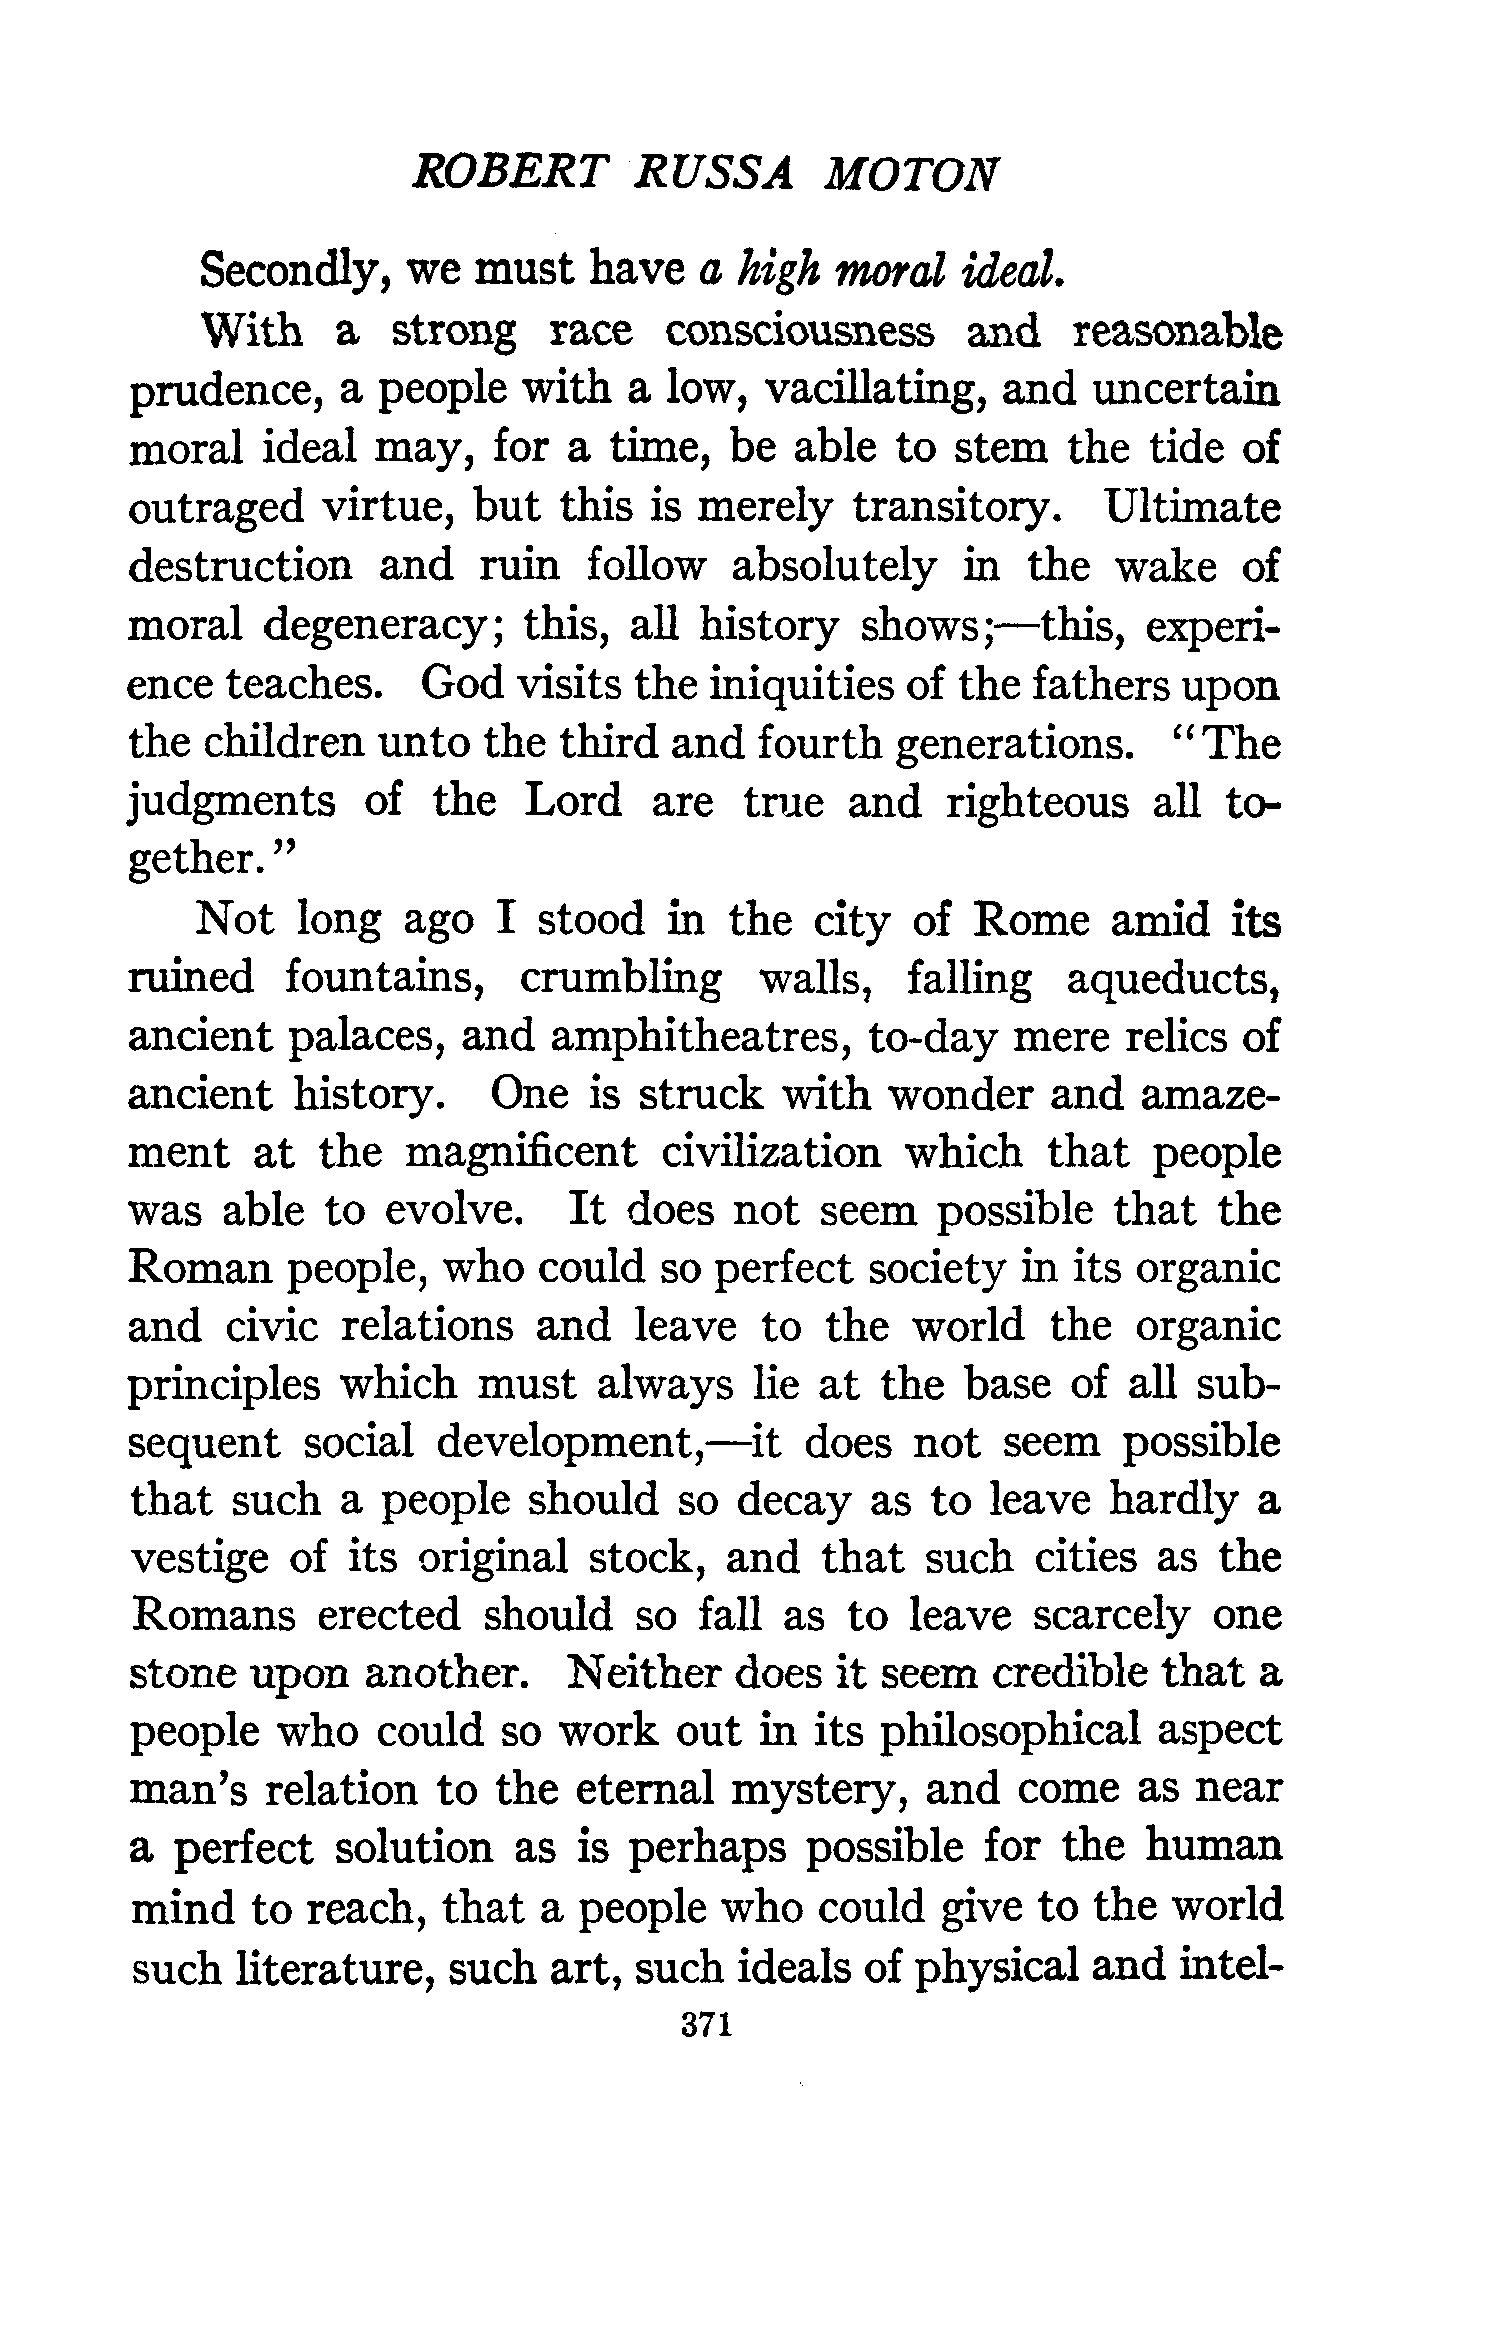 ROBERT RUSSA MOTON
Secondly, we must have a high moral ideal.
With a strong race consciousness and reasonable
prudence, a people with a low, vacillating, and uncertain
moral ideal may, for a time, be able to stem the tide of
outraged virtue, but this is merely transitory. Ultimate
destruction and ruin follow absolutely in the wake of
moral degeneracy; this, all history shows;—this, experi-
ence teaches. God visits the iniquities of the fathers upon
the children unto the third and fourth generations. "The
judgments of the Lord are true and righteous all to-
gether."
Not long ago I stood in the city of Rome amid its
ruined fountains, crumbling walls, falling aqueducts,
ancient palaces, and amphitheatres, to-day mere relics of
ancient history. One is struck with wonder and amaze-
ment at the magnificent civilization which that people
was able to evolve. It does not seem possible that the
Roman people, who could so perfect society in its organic
and civic relations and leave to the world the organic
principles which must always lie at the base of all sub-
sequent social development,—it does not seem possible
that such a people should so decay as to leave hardly a
vestige of its original stock, and that such cities as the
Romans erected should so fall as to leave scarcely one
stone upon another. Neither does it seem credible that a
people who could so work out in its philosophical aspect
man's relation to the eternal mystery, and come as near
a perfect solution as is perhaps possible for the human
mind to reach, that a people who could give to the world
such literature, such art, such ideals of physical and intel-
371